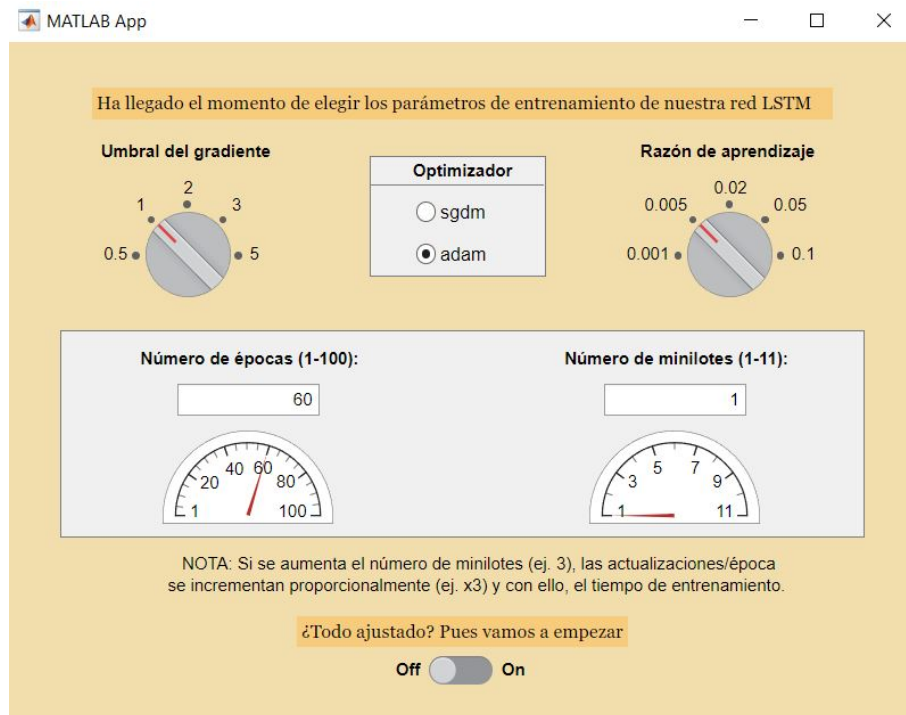 MATLAB App
Ha llegado el momento de elegir los parámetros de entrenamiento de nuestra red LSTM
Umbral del gradiente
0.5
1
2
3
5
Optimizador
sgdm
adam
Razón de aprendizaje
0.001
0.005
0.02
0.05
0.1
Número de épocas (1-100):
60
1
20
40
60
80
100
Número de minilotes (1-11):
1
1
3
5
7
9
11
NOTA: Si se aumenta el número de minilotes (ej. 3), las actualizaciones/época
se incrementan proporcionalmente (ej. x3) y con ello, el tiempo de entrenamiento.
¿Todo ajustado? Pues vamos a empezar
Off On